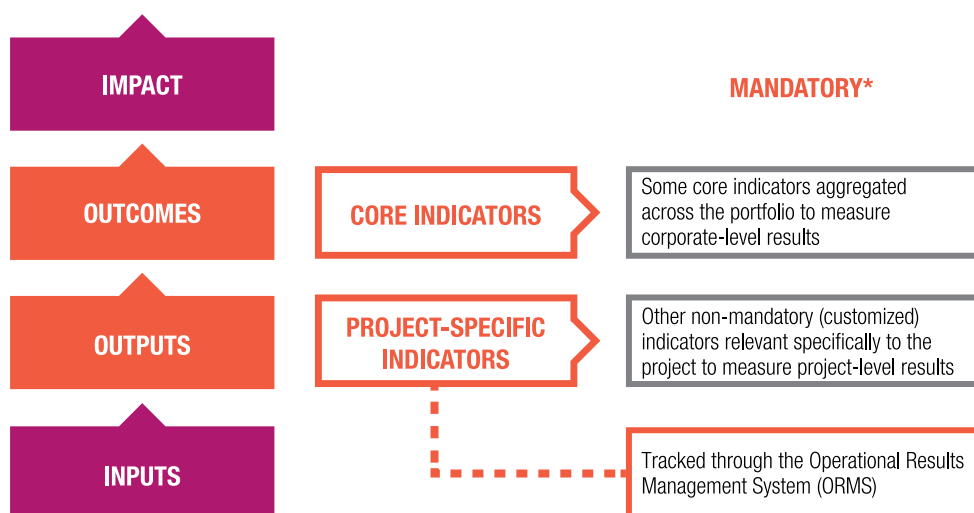 IMPACT
MANDATORY*
OUTCOMES
CORE INDICATORS
Some core indicators aggregated
across the portfolio to measure
corporate-level results
OUTPUTS
PROJECT-SPECIFIC
INDICATORS
Other non-mandatory (customized)
indicators relevant specifically to the
project to measure project-level results
INPUTS
Tracked through the Operational Results
Management System (ORMS)